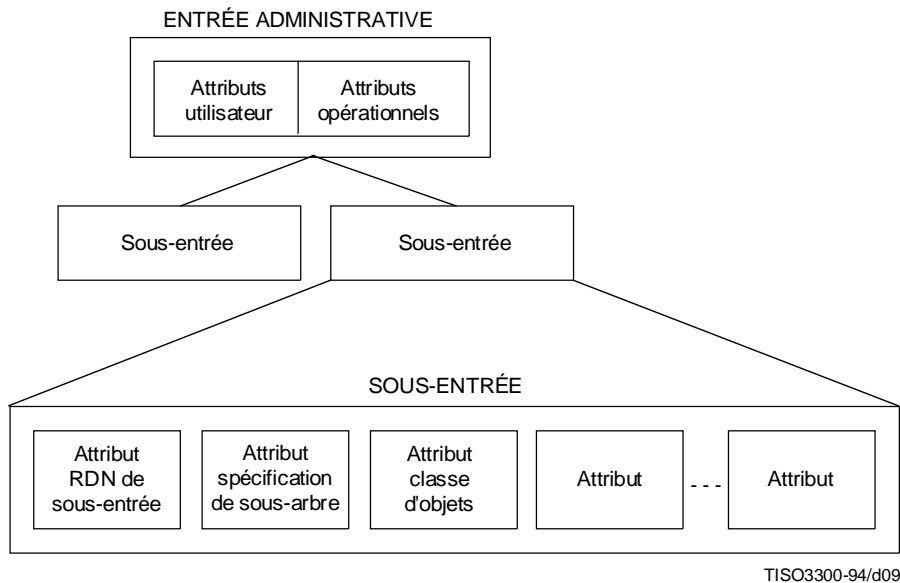 ENTRÉE ADMINISTRATIVE
Attributs
utilisateur
Attributs
opérationnels
Sous-entrée
Sous-entrée
SOUS-ENTRÉE
Attribut
RDN de
sous-entrée
Attribut
spécification
de sous-arbre
Attribut
classe
d'objets
Attribut
- - -
Attribut
TISO3300-94/d09